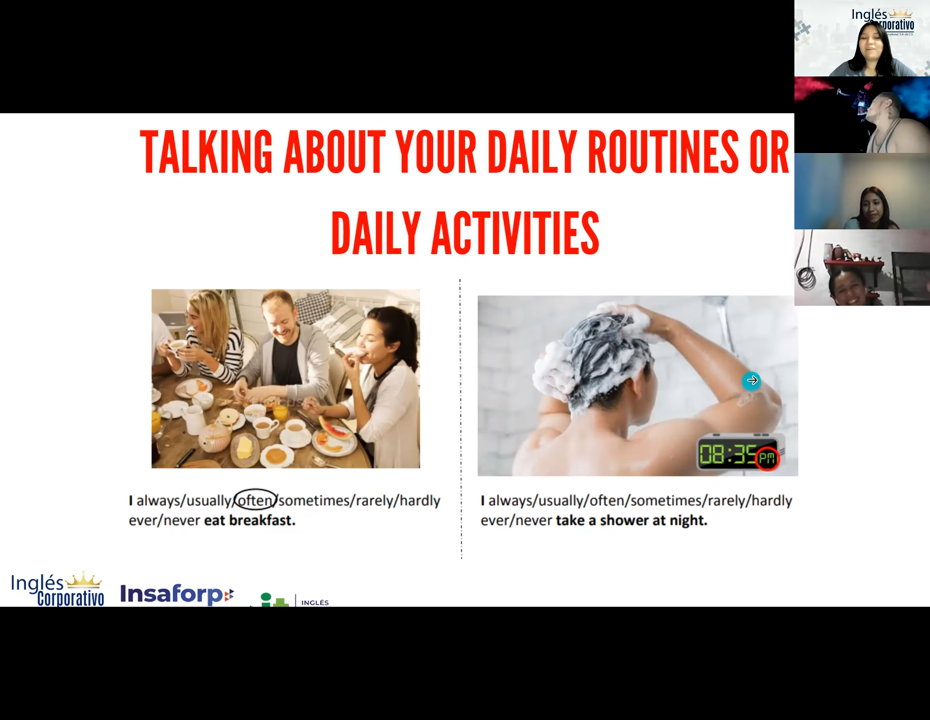 Inglés
Corporativo
TALKING ABOUT YOUR DAILY ROUTINES OR
DAILY ACTIVITIES
08:35 PM
I always/usually/often/sometimes/rarely/hardly
ever/never eat breakfast.
I always/usually/often/sometimes/rarely/hardly
ever/never take a shower at night.
Inglés
Corporativo
Insaforp
INGLÉS